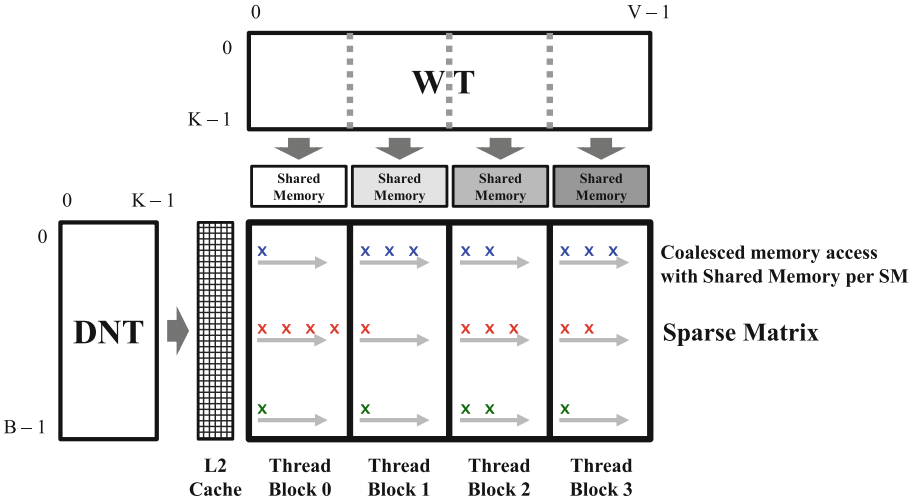 0 V – 1
0
WT
K – 1
Shared Memory Shared Memory Shared Memory Shared Memory
0 K – 1
0
x x x x x x x x x
Coalesced memory access
with Shared Memory per SM
DNT
x x x x x x x x x x
Sparse Matrix
x x x x x
B – 1
L2 Cache
Thread Block 0
Thread Block 1
Thread Block 2
Thread Block 3